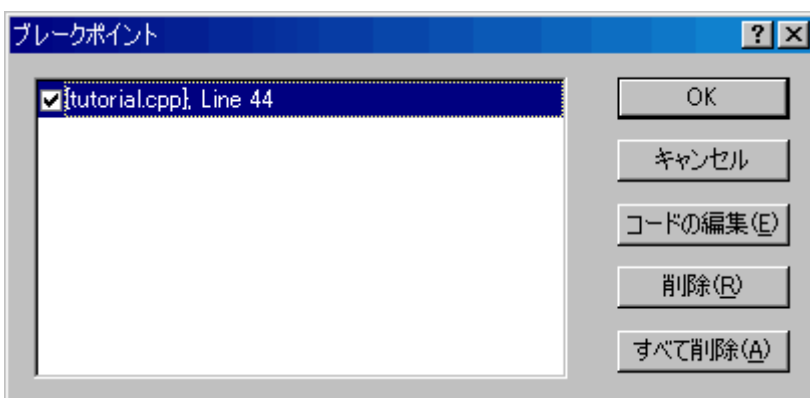 ブレークポイント
{tutorial.cpp}, Line 44
OK
キャンセル
コードの編集(E)
削除(R)
すべて削除(A)